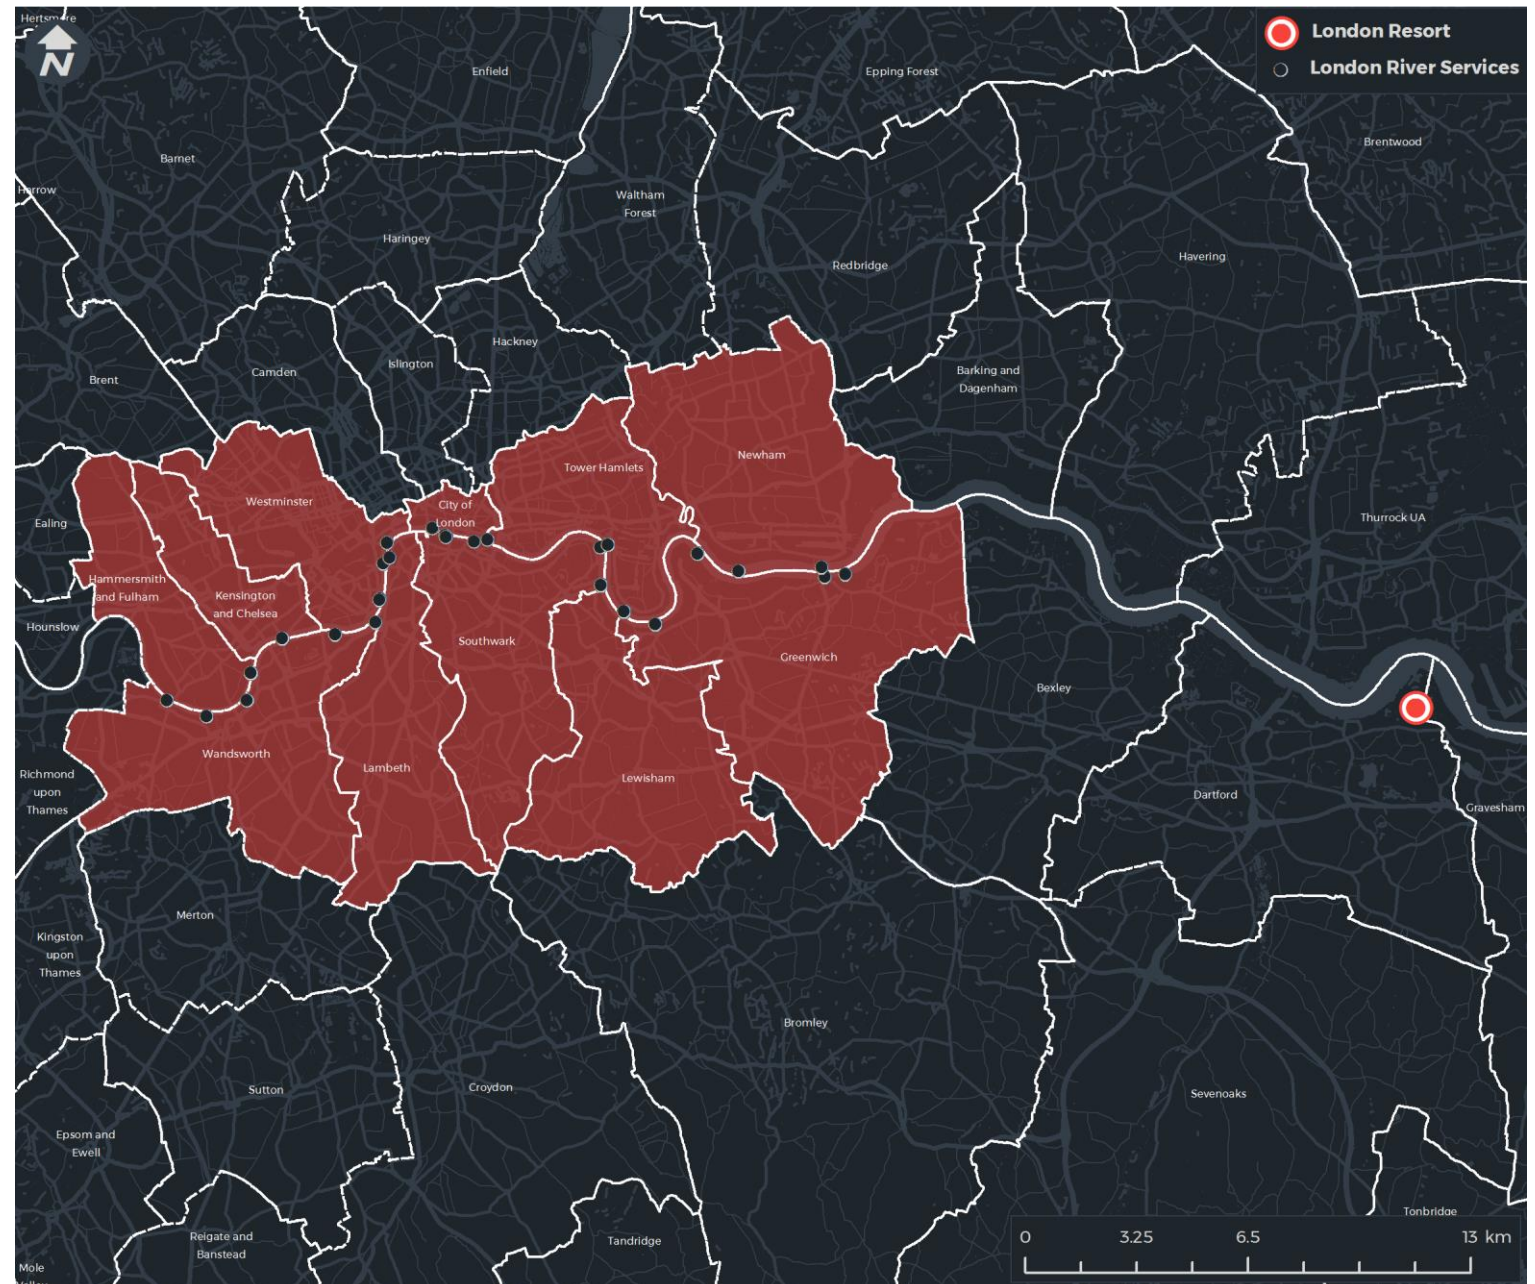 Hertsmere
N
London Resort
London River Services
Enfield
Epping Forest
Brentwood
Barnet
Harrow
Waltham
Forest
Haringey
Redbridge
Havering
Hackney
Islington
Camden
Brent
Barking and
Dagenham
Newham
Tower Hamlets
Westminster
City of
London
Thurrock UA
Ealing
Hammersmith
and Fulham
Kensington
and Chelsea
Hounslow
Southwark
Greenwich
Bexley
Wandsworth
Lambeth
Lewisham
Richmond
upon
Thames
Dartford
Gravesham
Merton
Kingston
upon
Thames
Bromley
Sutton
Croydon
Sevenoaks
Epsom and
Ewell
Tonbridge
Reigate and
Banstead
Tandridge
0 3.25 6.5 13 km
Mole